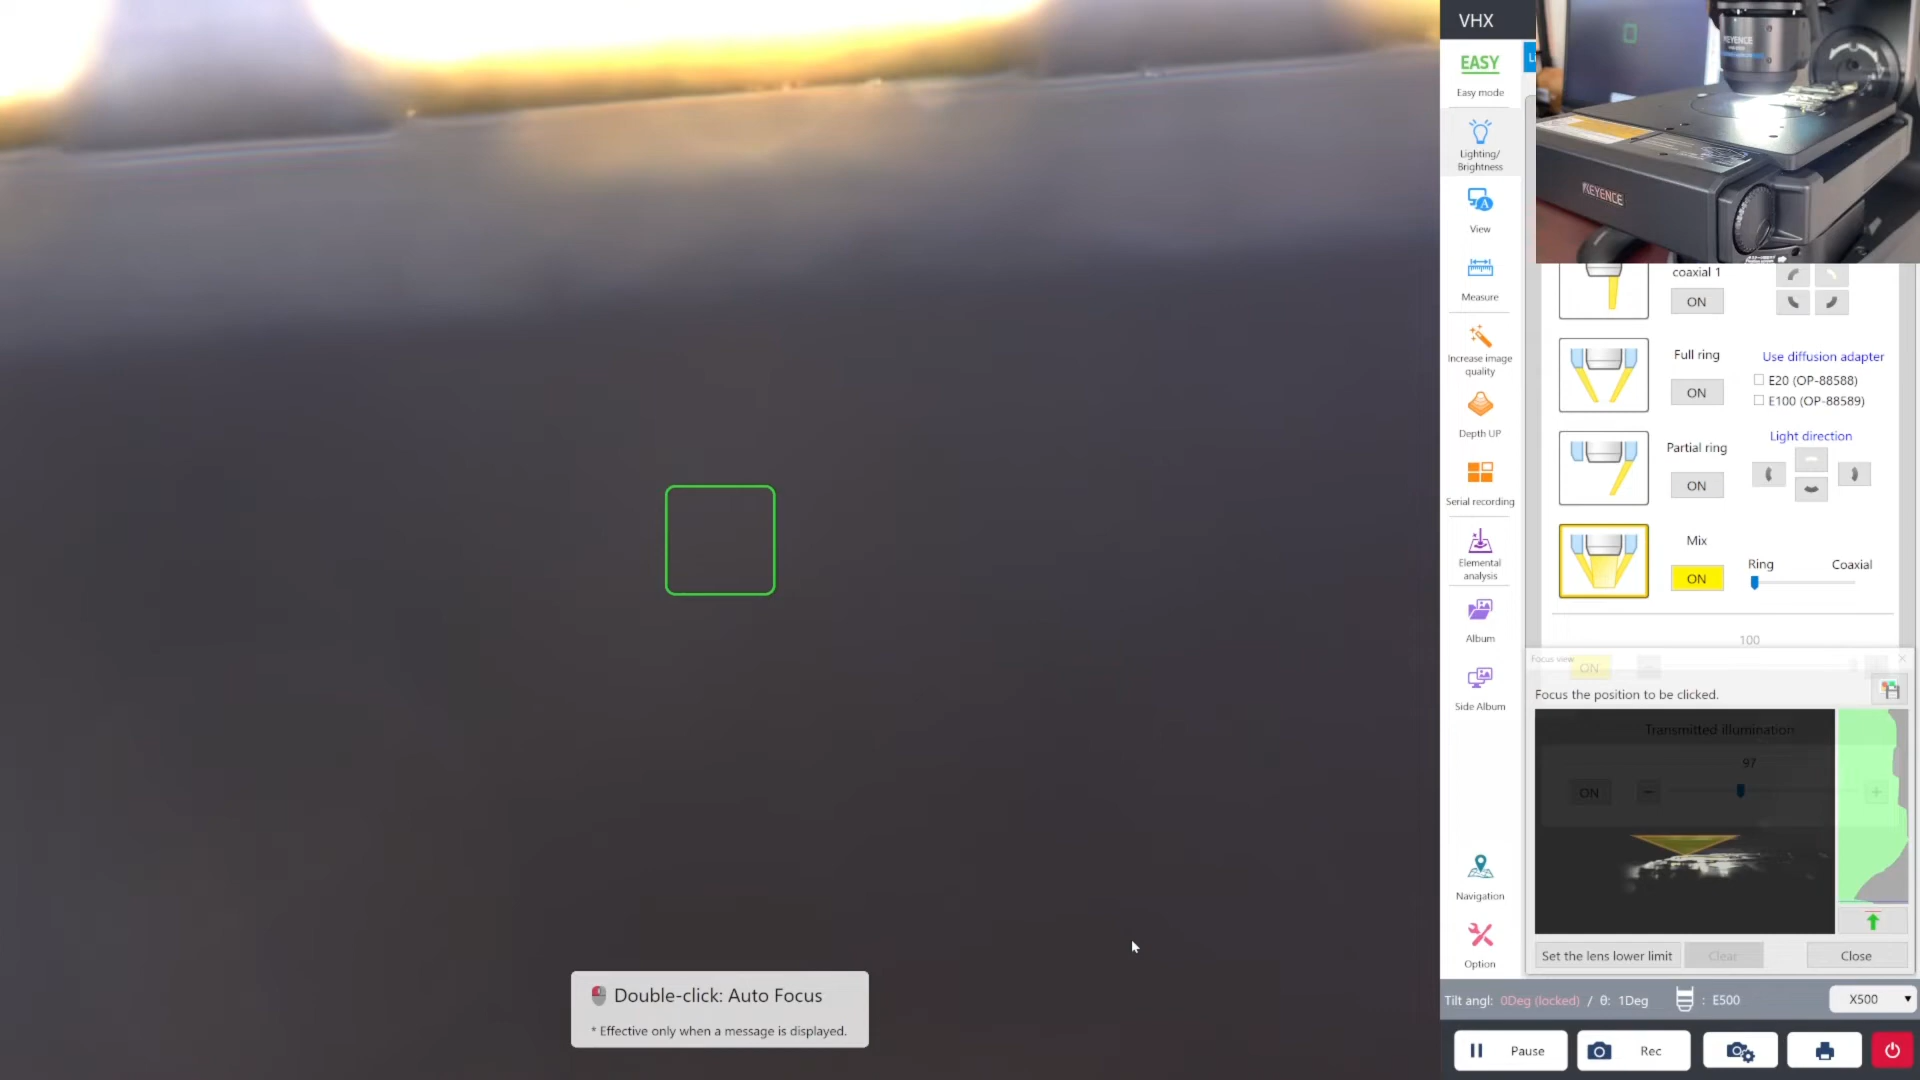 VHX
EASY
Easy mode
Lighting/
Brightness
View
Measure
Increase image
quality
Depth UP
Serial recording
Elemental
analysis
Album
Side Album
Navigation
Option
KEYENCE
KEYENCE
coaxial 1
ON
Full ring
ON
Use diffusion adapter
E20 (OP-88588)
E100 (OP-88589)
Partial ring
ON
Light direction
Mix
ON
Ring
Coaxial
100
ON
Focus view
Focus the position to be clicked.
Transmitted illumination
97
ON
Set the lens lower limit
Clear
Close
Tilt angl: 0Deg (locked) / θ: 1Deg
: E500
X500
Pause
Rec
Double-click: Auto Focus
* Effective only when a message is displayed.